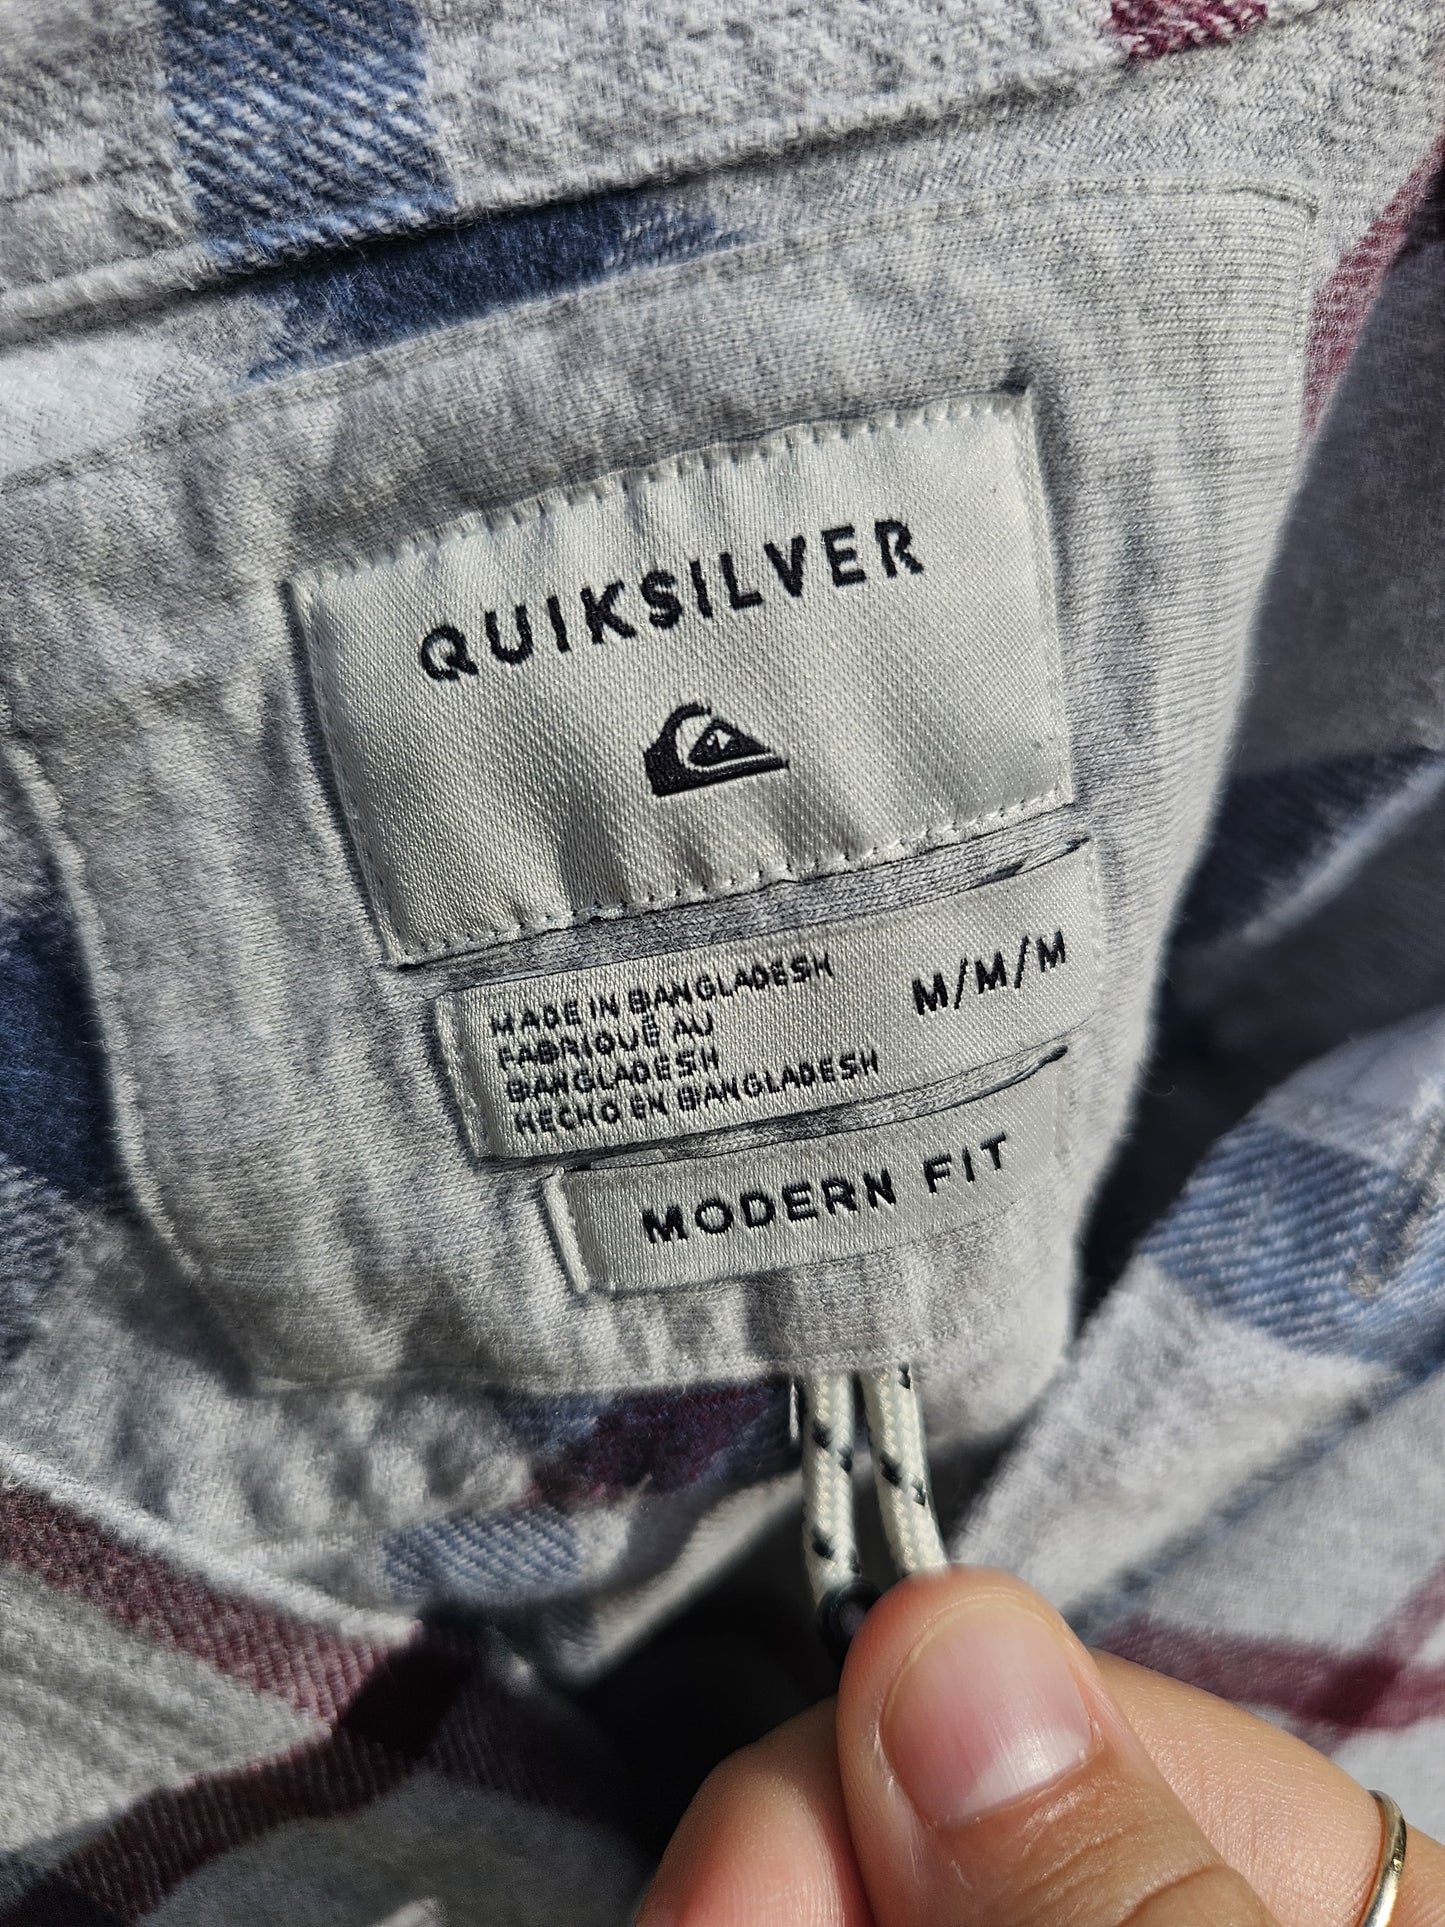 QUIKSILVER
MADE IN BANGLADESH
FABRIQUÉ AU
BANGLADESH
HECHO EN BANGLADESH
M/M/M
MODERN FIT